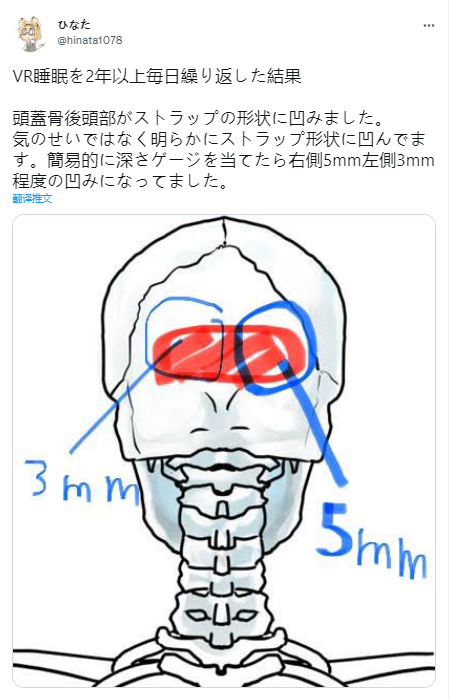 ひなた
@hinata1078
VR睡眠を2年以上毎日繰り返した結果
頭蓋骨後頭部がストラップの形状に凹みました。
気のせいではなく明らかにストラップ形状に凹んでま
す。簡易的に深さゲージを当てたら右側5mm左側3mm
程度の凹みになってました。
翻译推文
3mm
5mm